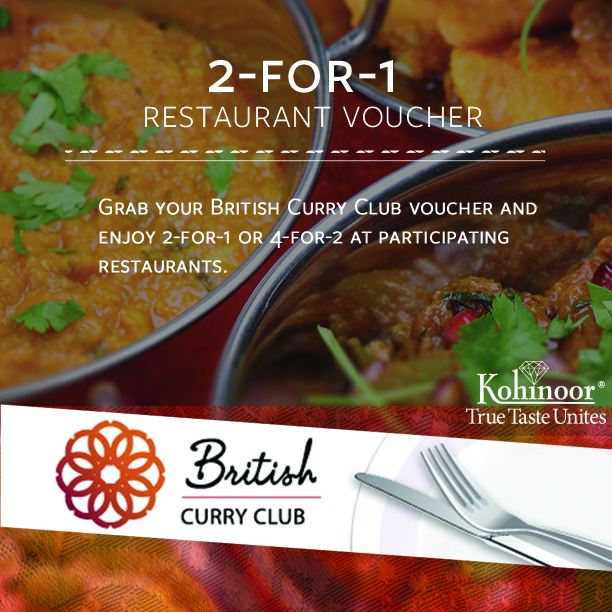 2-FOR-1
RESTAURANT VOUCHER
GRAB YOUR BRITISH CURRY CLUB VOUCHER AND
ENJOY 2-FOR-1 OR 4-FOR-2 AT PARTICIPATING
RESTAURANTS.
Kohinoor®
True Taste Unites
British
CURRY CLUB